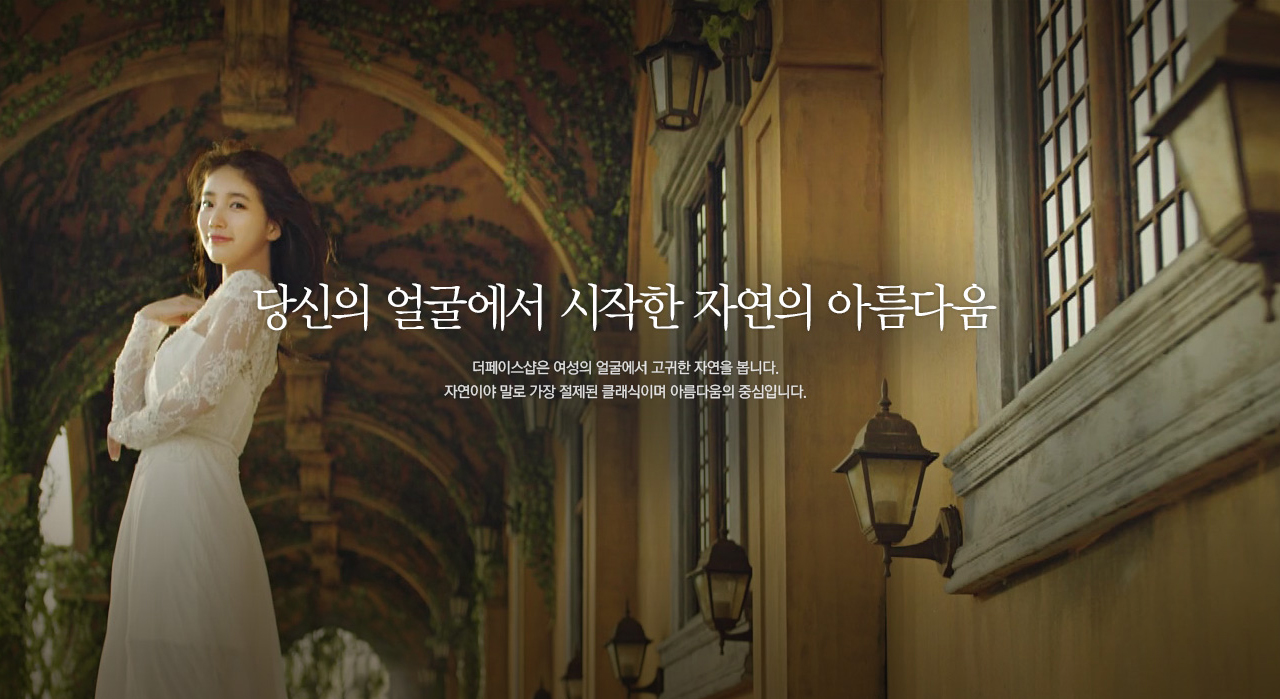 당신의 얼굴에서 시작한 자연의 아름다움
더페이스샵은 여성의 얼굴에서 고귀한 자연을 봅니다.
자연이야 말로 가장 절제된 클래식이며 아름다움의 중심입니다.